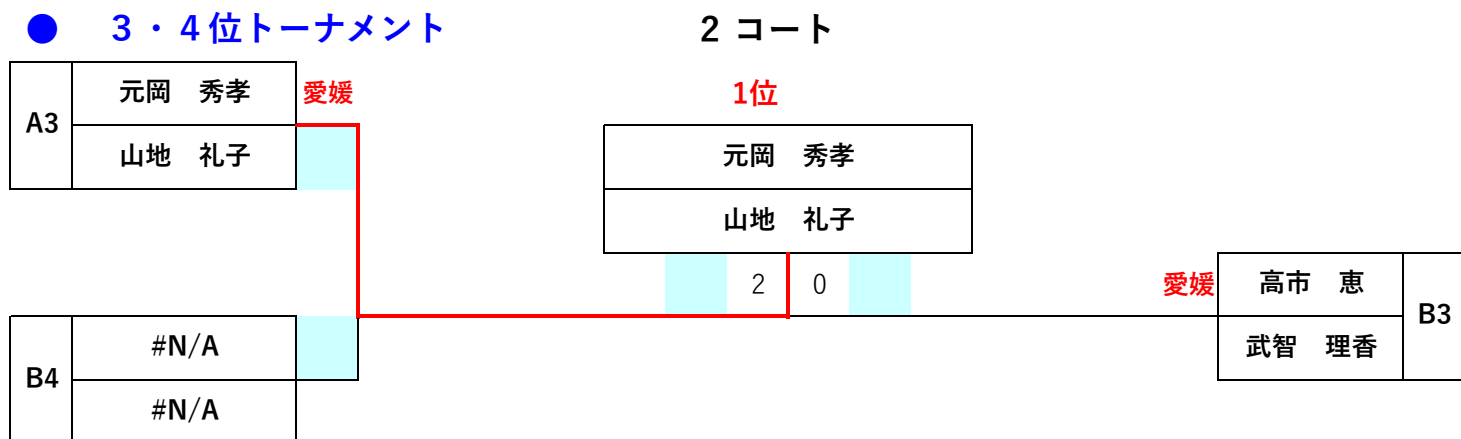 ● ３・４位トーナメント ２ コート
A3 元岡　秀孝 愛媛
山地　礼子
1位
元岡　秀孝
山地　礼子
2 0
愛媛 高市　恵 B3
武智　理香
B4 #N/A
#N/A